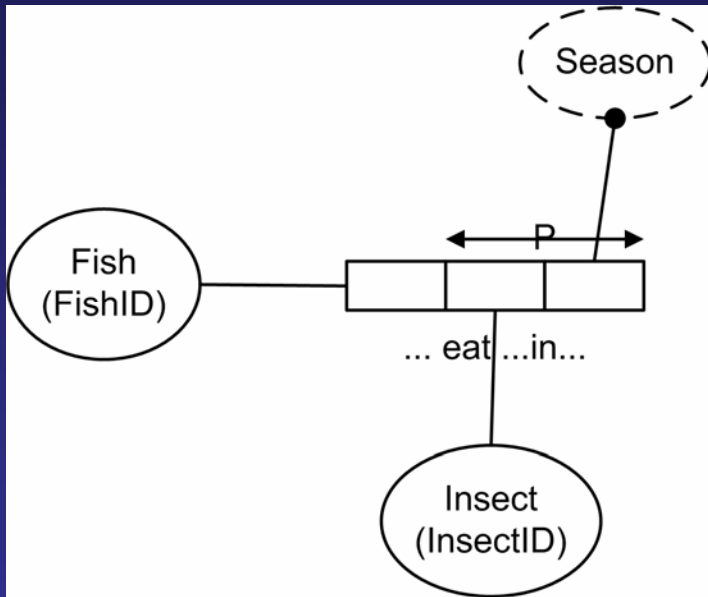 Season
P
Fish
(FishID)
... eat ...in...
Insect
(InsectID)